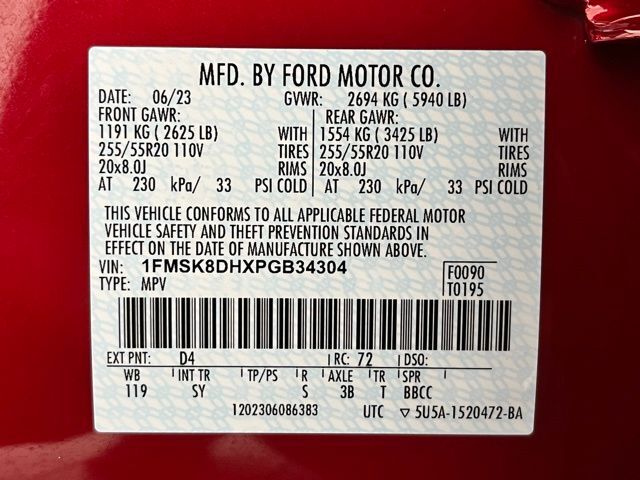 MFD. BY FORD MOTOR CO.
DATE: 06/23 GVWR: 2694 KG ( 5940 LB)
FRONT GAWR: REAR GAWR:
1191 KG ( 2625 LB) WITH 1554 KG ( 3425 LB) WITH
255/55R20 110V TIRES 255/55R20 110V TIRES
20x8.0J RIMS 20x8.0J RIMS
AT 230 kPa/ 33 PSI COLD AT 230 kPa/ 33 PSI COLD
THIS VEHICLE CONFORMS TO ALL APPLICABLE FEDERAL MOTOR
VEHICLE SAFETY AND THEFT PREVENTION STANDARDS IN
EFFECT ON THE DATE OF MANUFACTURE SHOWN ABOVE.
VIN: 1FMSK8DHXPGB34304 F0090
TYPE: MPV T0195
EXT PNT: D4 RC: 72 DSO:
WB INT TR TP/PS R AXLE TR SPR
119 SY S 3B T BBCC
1202306086383 UTC ▽ 5U5A-1520472-BA